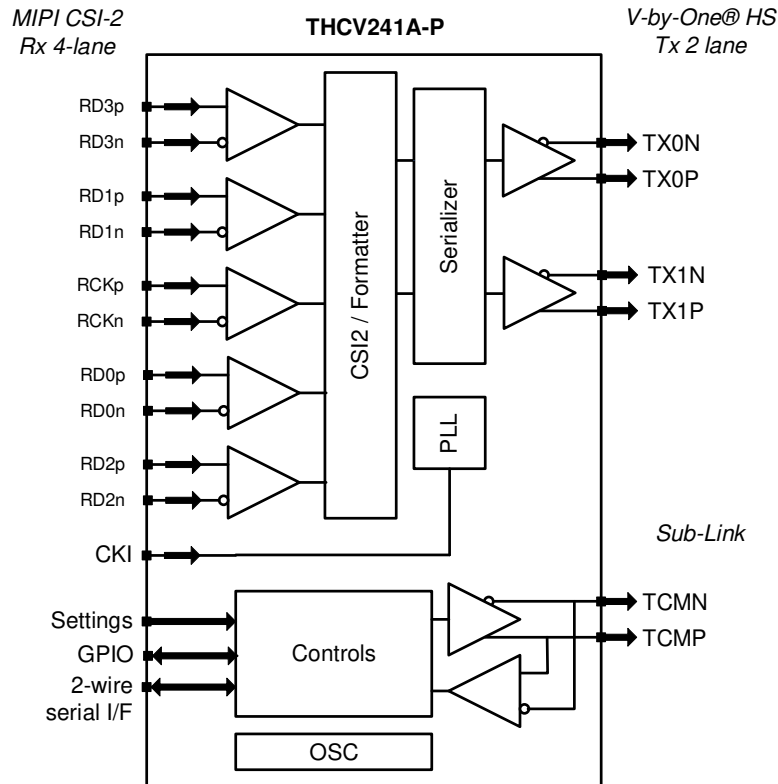 MIPI CSI-2
Rx 4-lane
THCV241A-P
V-by-One® HS
Tx 2 lane
RD3p
RD3n
RD1p
RD1n
RCKp
RCKn
RD0p
RD0n
RD2p
RD2n
CKI
CSI2 / Formatter
Serializer
PLL
TX0N
TX0P
TX1N
TX1P
Sub-Link
Settings
GPIO
2-wire
serial I/F
Controls
OSC
TCMN
TCMP